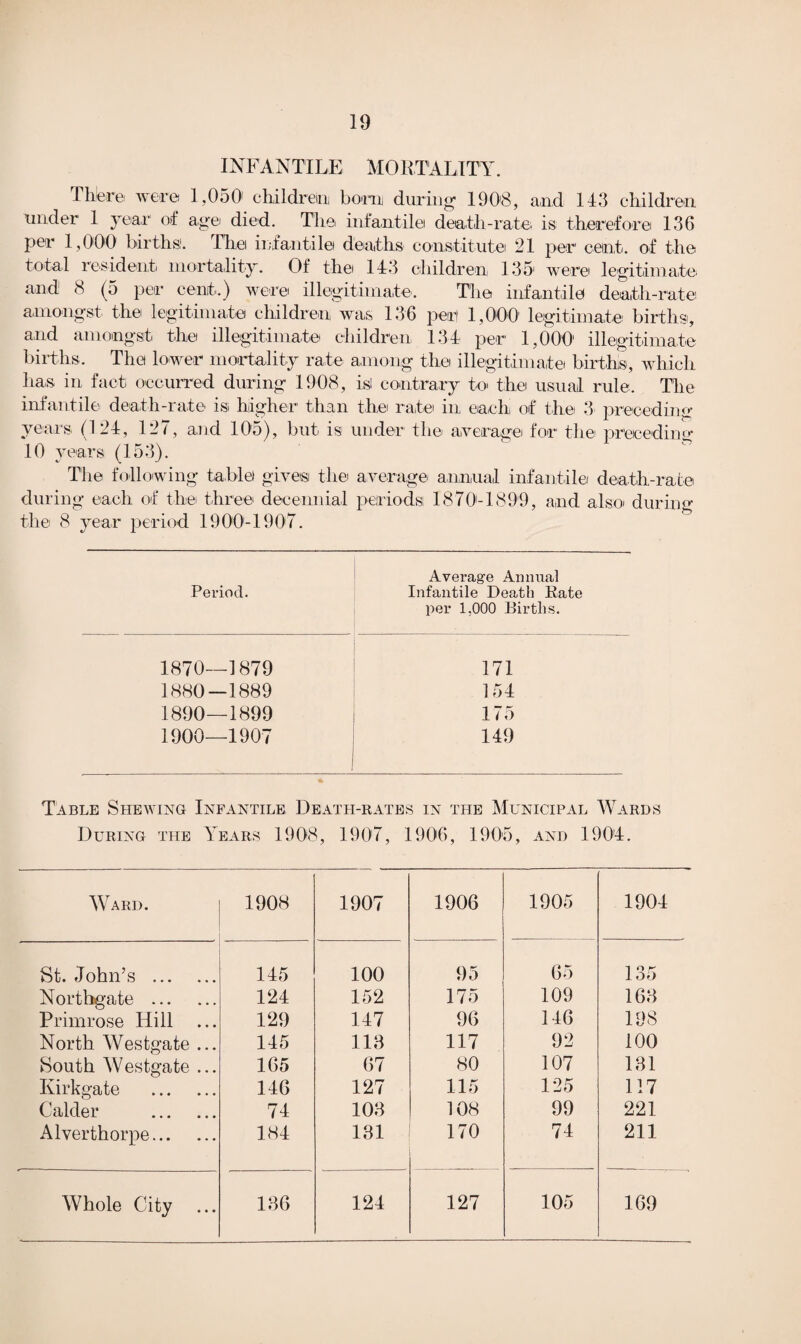 19
INFANTILE MORTALITY.
There were 1,050 children born during 1908, and 143 children
under 1 year of age died. The infantile death-rate is therefore 136
per 1,000 births. The infantile deaths constitute 21 per cent. of the
total resident mortality. Of the 143 children 135 were legitimate
and 8 (5 per cent.) were illegitimate. The infantile death-rate
amongst the legitimate children was 136 per 1,000 legitimate births,
and amongst the illegitimate children 134 per 1,000 illegitimate
births. The lower mortality rate among the illegitimate births, which
has in fact occurred during 1908, is contrary to the usual rule. The
infantile death-rate is higher than the rate in each of the 3 preceding
years (124, 127, and 105), but is under the average for the preceding
10 years (153).
The following table gives the average annual infantile death-rate
during each of the three decennial periods 1870-1899, and also during
the 8 year period 1900-1907.
Period. Average Annual Infantile Death Rate per 1,000 Births.
1870—1879 171
1880—1889 154
1890—1899 175
1900—1907 149
Table Shewing Infantile Death-rates in the Municipal Wards
During the Years 1908, 1907, 1906, 1905, and 1904.
Ward. 1908 1907 1906 1905 1904
St. John's ... ... 145 100 95 65 135
Northgate ... ... 124 152 175 109 163
Primrose Hill ... 129 147 96 146 198
North Westgate ... 145 113 117 92 100
South Westgate ... 165 67 80 107 131
Kirkgate ... ... 146 127 115 125 117
Calder ... ... 74 103 108 99 221
Alverthorpe... ... 184 131 170 74 211
Whole City ... 136 124 127 105 169